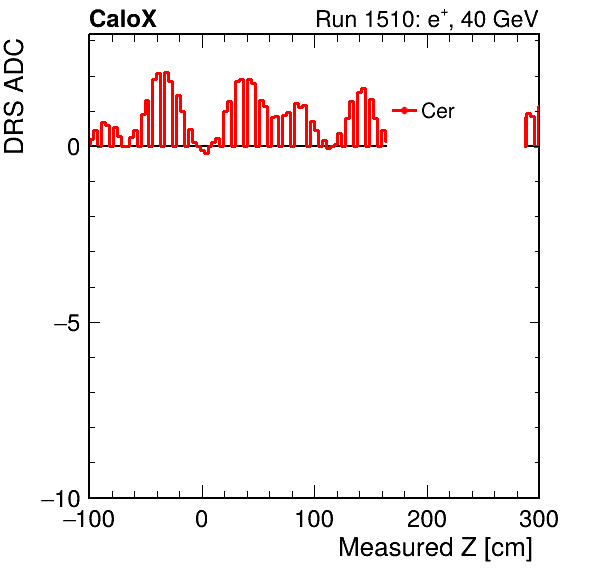 CaloX Run 1510: e⁺, 40 GeV
DRS ADC
Cer
0
−5
−10
−100 0 100 200 300
Measured Z [cm]